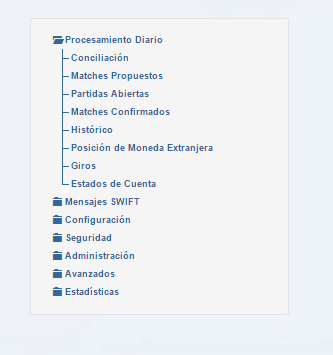 Procesamiento Diario
Conciliación
Matches Propuestos
Partidas Abiertas
Matches Confirmados
Histórico
Posición de Moneda Extranjera
Giros
Estados de Cuenta
Mensajes SWIFT
Configuración
Seguridad
Administración
Avanzados
Estadísticas